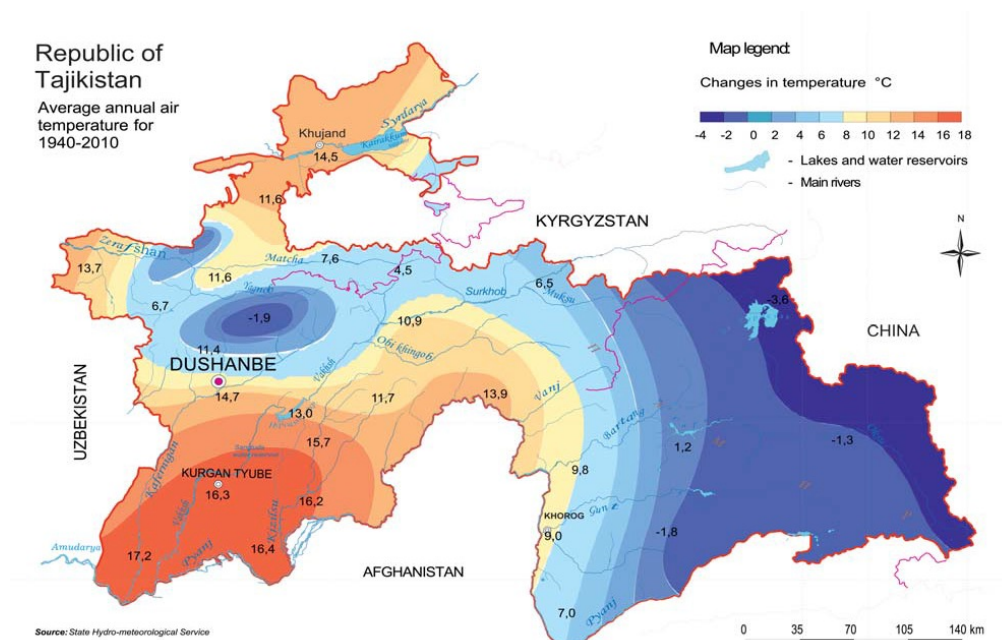 Republic of
Tajikistan
Average annual air
temperature for
1940-2010
Map legend:
Changes in temperature °C
-4 -2 0 2 4 6 8 10 12 14 16 18
- Lakes and water reservoirs
- Main rivers
N
Syrdarya
Khujand
14,5
11,6
KYRGYZSTAN
Zerafshan
Matcha
7,6
13,7
11,6
4,5
6,5
Muksu
Surkhob
-3,6
6,7
-1,9
10,9
CHINA
11,4
Obi khingob
DUSHANBE
Vakhsh
14,7
11,7
13,9
Vanj
13,0
UZBEKISTAN
15,7
Bartang
1,2
-1,3
Kafernigan
KURGAN TYUBE
16,3
9,8
16,2
Vakhsh
Kizilsu
KHOROG
Gunt
9,0
-1,8
Amudarya
17,2
Pyanj
16,4
AFGHANISTAN
7,0
Pyanj
Source: State Hydro-meteorological Service
0 35 70 105 140 km